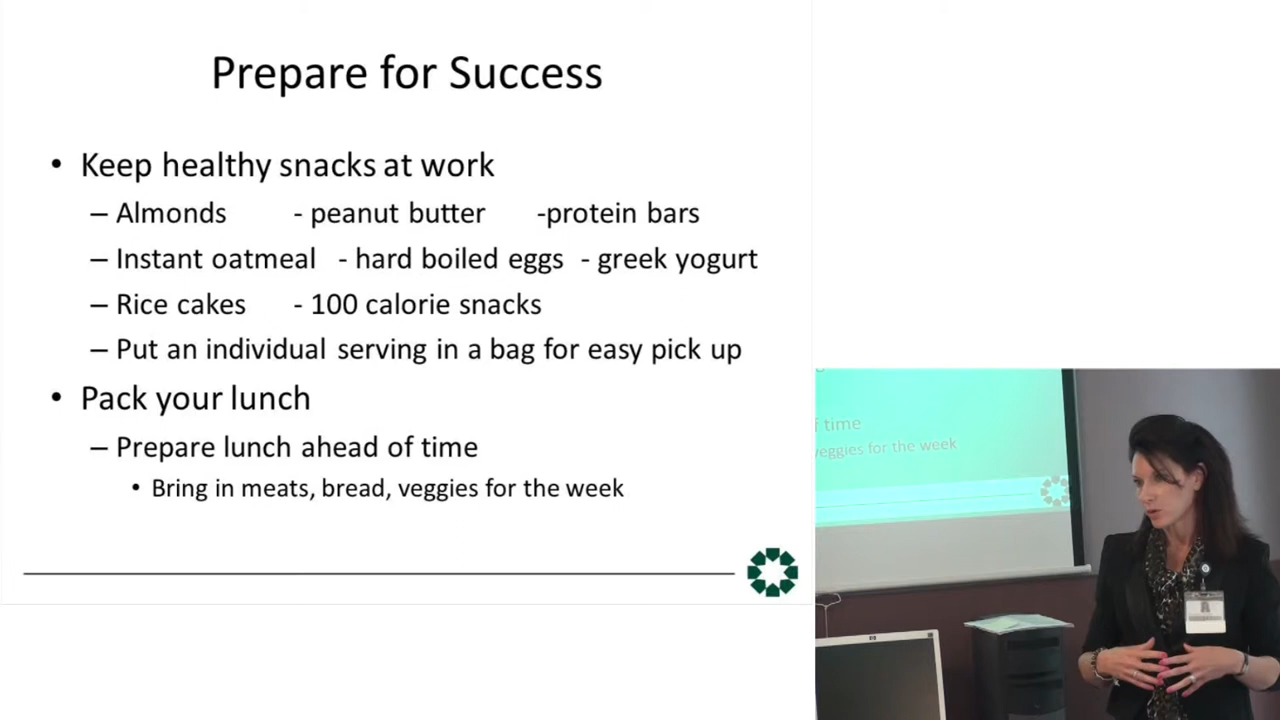 Prepare for Success
• Keep healthy snacks at work
– Almonds - peanut butter -protein bars
– Instant oatmeal - hard boiled eggs - greek yogurt
– Rice cakes - 100 calorie snacks
– Put an individual serving in a bag for easy pick up
• Pack your lunch
– Prepare lunch ahead of time
• Bring in meats, bread, veggies for the week
f time
veggies for the week